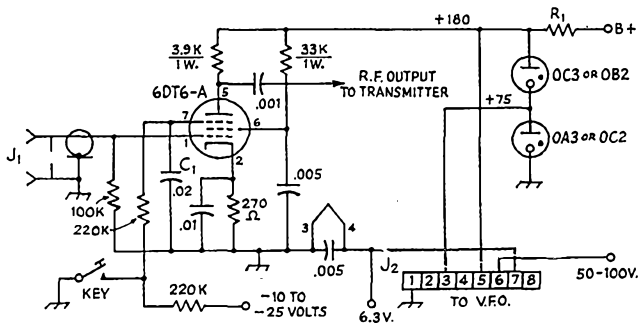 +180
R1
B+
3.9K
1W.
33K
1W.
OC3 OR OB2
6DT6-A
5
.001
R.F. OUTPUT
TO TRANSMITTER
+75
7
6
1
2
J1
C1
.02
.005
OA3 OR OC2
100K
220K
.01
270
Ω
3
4
.005
J2
50-100V.
1 2 3 4 5 6 7 8
KEY
TO V.F.O.
220K
-10 TO
-25 VOLTS
6.3V.